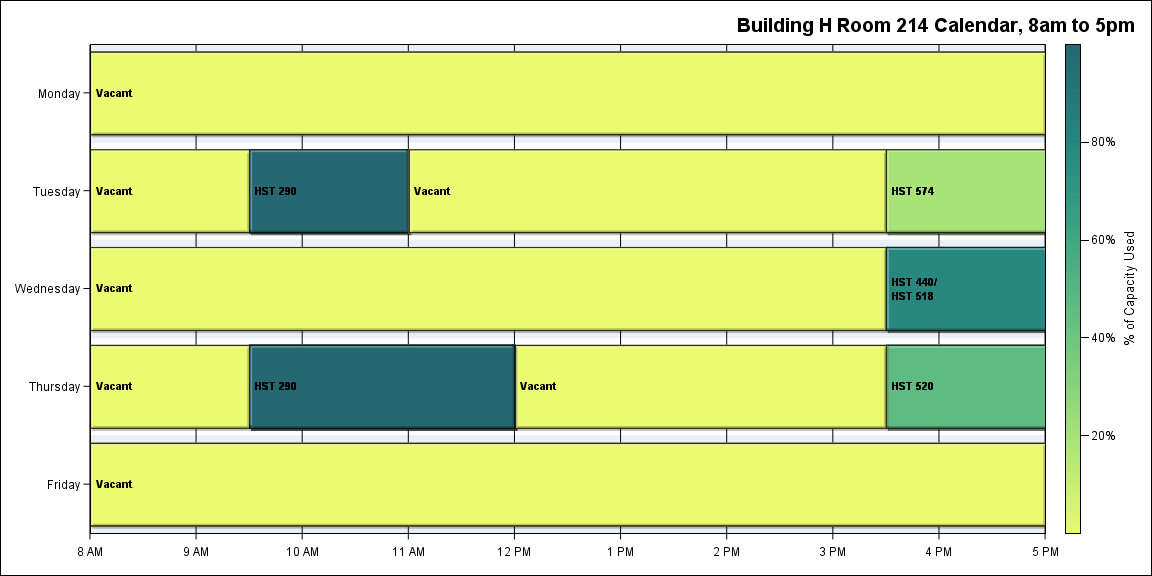 Building H Room 214 Calendar, 8am to 5pm
Monday
Vacant
Tuesday
Vacant
HST 290
Vacant
HST 574
Wednesday
Vacant
HST 440/
HST 518
Thursday
Vacant
HST 290
Vacant
HST 520
Friday
Vacant
8 AM
9 AM
10 AM
11 AM
12 PM
1 PM
2 PM
3 PM
4 PM
5 PM
80%
60%
40%
20%
% of Capacity Used